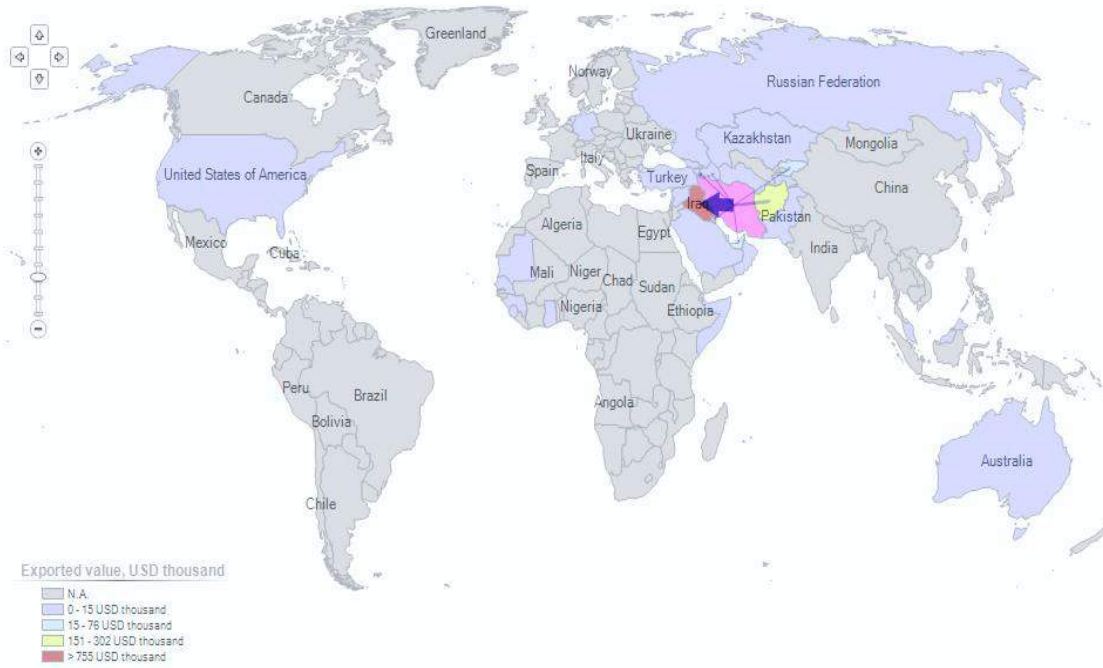 Greenland
Norway
Russian Federation
Canada
Ukraine
Kazakhstan
Mongolia
Italy
Spain
Turkey
United States of America
China
Iran
Pakistan
Algeria
Egypt
India
Mexico
Cuba
Mali
Niger
Chad
Sudan
Nigeria
Ethiopia
Peru
Brazil
Angola
Bolivia
Australia
Chile
Exported value, USD thousand
N.A.
0 - 15 USD thousand
15 - 76 USD thousand
151 - 302 USD thousand
> 755 USD thousand